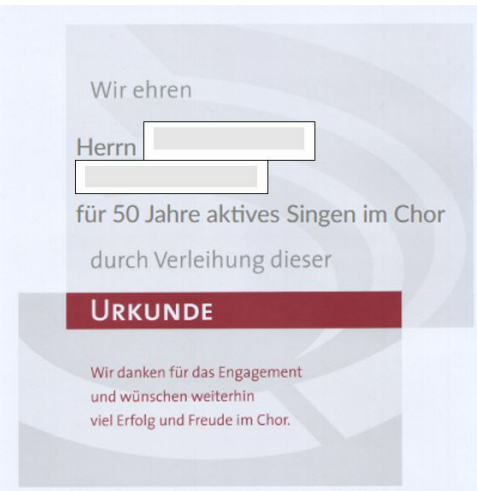 Wir ehren
Herrn
für 50 Jahre aktives Singen im Chor
durch Verleihung dieser
URKUNDE
Wir danken für das Engagement
und wünschen weiterhin
viel Erfolg und Freude im Chor.